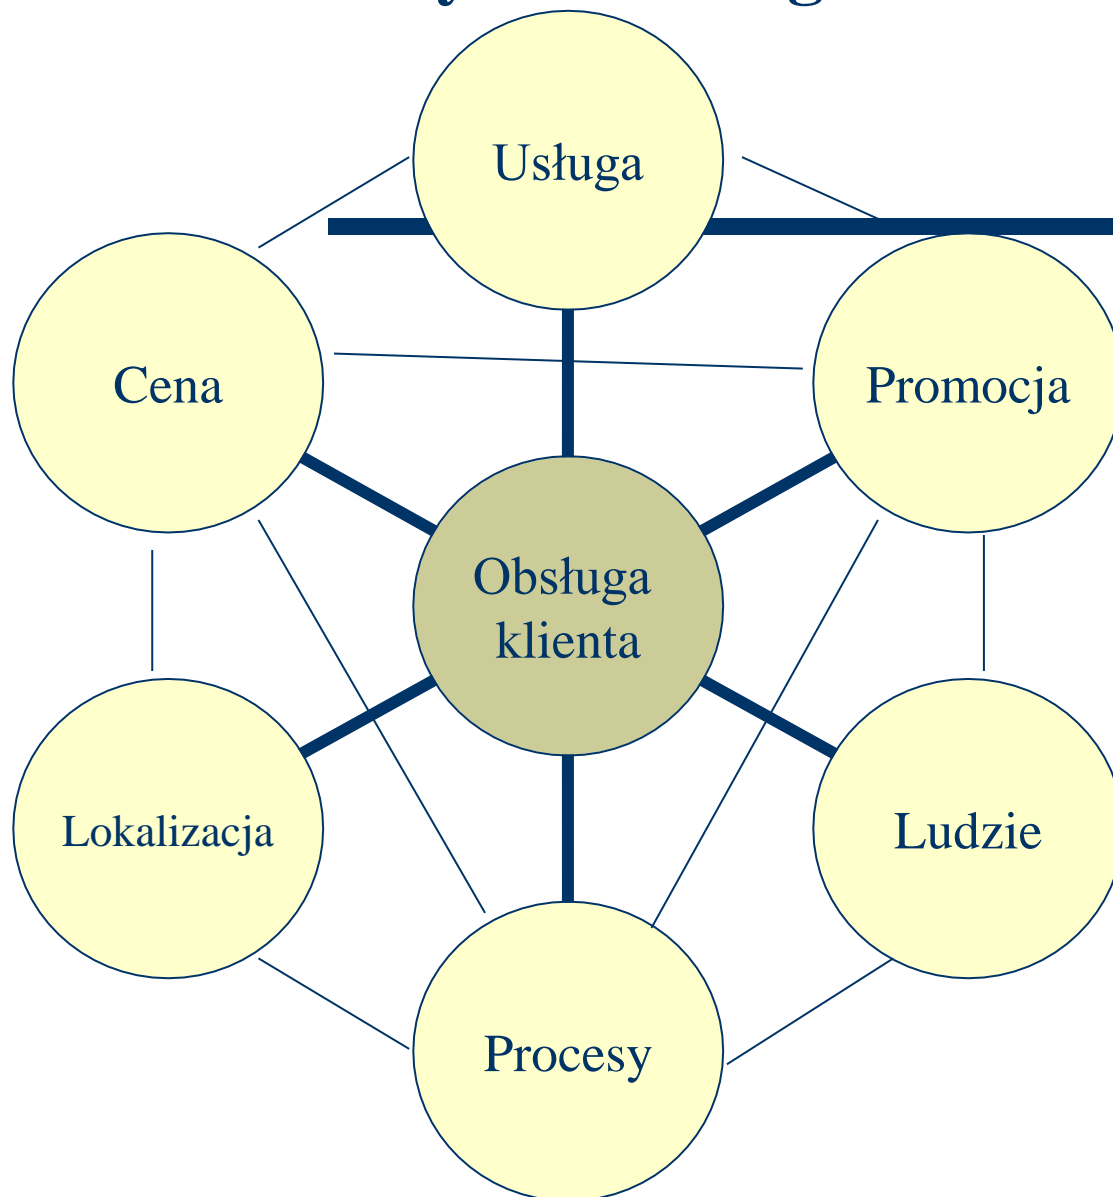 Usługa
Cena
Promocja
Obsługa
klienta
Lokalizacja
Ludzie
Procesy